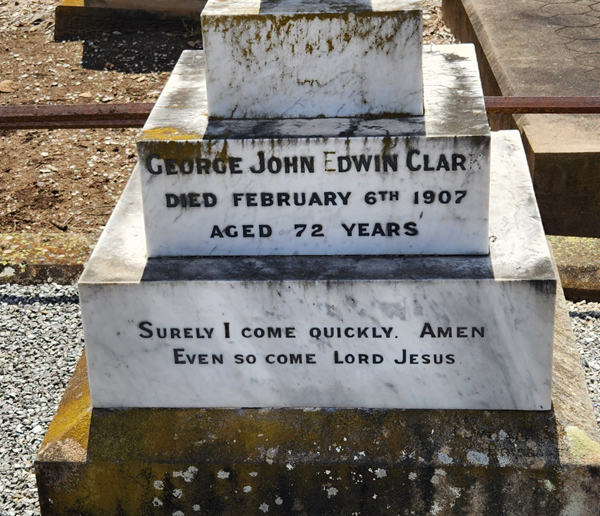 GEORGE JOHN EDWIN CLARK
DIED FEBRUARY 6TH 1907
AGED 72 YEARS
"SURELY I COME QUICKLY. AMEN
EVEN SO COME LORD JESUS